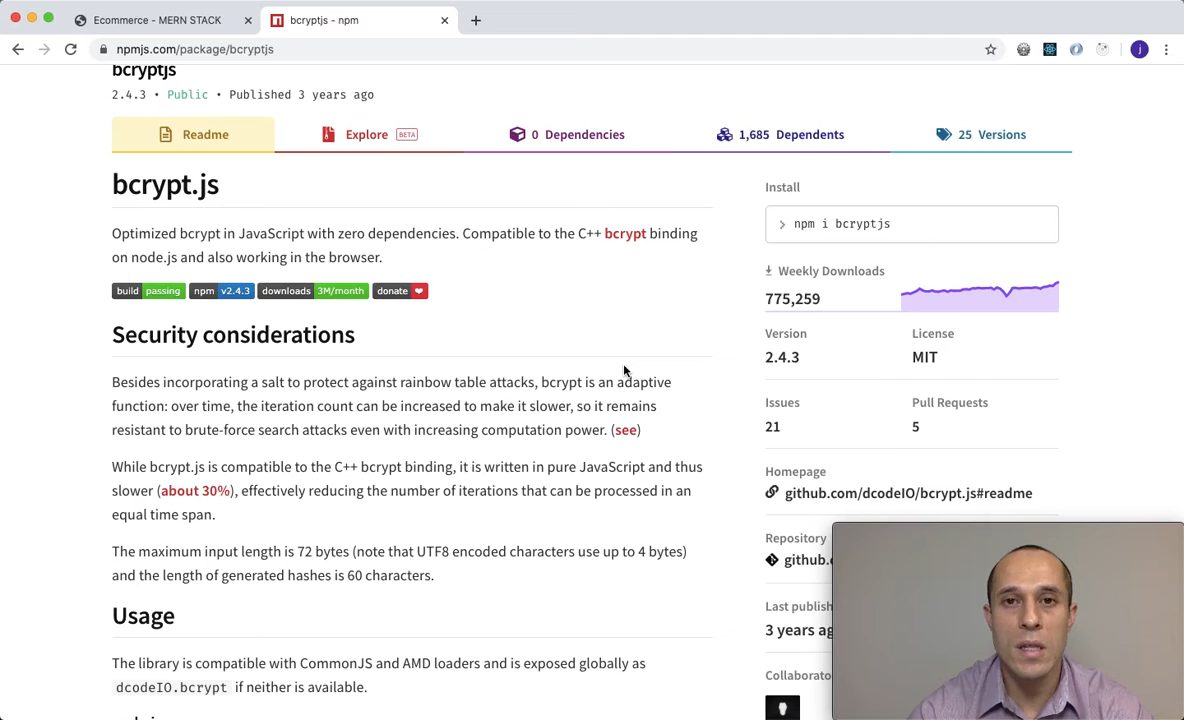 Ecommerce - MERN STACK
bcryptjs - npm
npmjs.com/package/bcryptjs
j
bcryptjs
2.4.3 • Public • Published 3 years ago
Readme
Explore BETA
0 Dependencies
1,685 Dependents
25 Versions
bcrypt.js
Optimized bcrypt in JavaScript with zero dependencies. Compatible to the C++ bcrypt binding
on node.js and also working in the browser.
build passing npm v2.4.3 downloads 3M/month donate
Security considerations
Besides incorporating a salt to protect against rainbow table attacks, bcrypt is an adaptive
function: over time, the iteration count can be increased to make it slower, so it remains
resistant to brute-force search attacks even with increasing computation power. (see)
While bcrypt.js is compatible to the C++ bcrypt binding, it is written in pure JavaScript and thus
slower (about 30%), effectively reducing the number of iterations that can be processed in an
equal time span.
The maximum input length is 72 bytes (note that UTF8 encoded characters use up to 4 bytes)
and the length of generated hashes is 60 characters.
Usage
The library is compatible with CommonJS and AMD loaders and is exposed globally as
dcodeIO.bcrypt if neither is available.
Install
> npm i bcryptjs
Weekly Downloads
775,259
Version
License
2.4.3
MIT
Issues
Pull Requests
21
5
Homepage
github.com/dcodeIO/bcrypt.js#readme
Repository
github.
Last publish
3 years ag
Collaborato